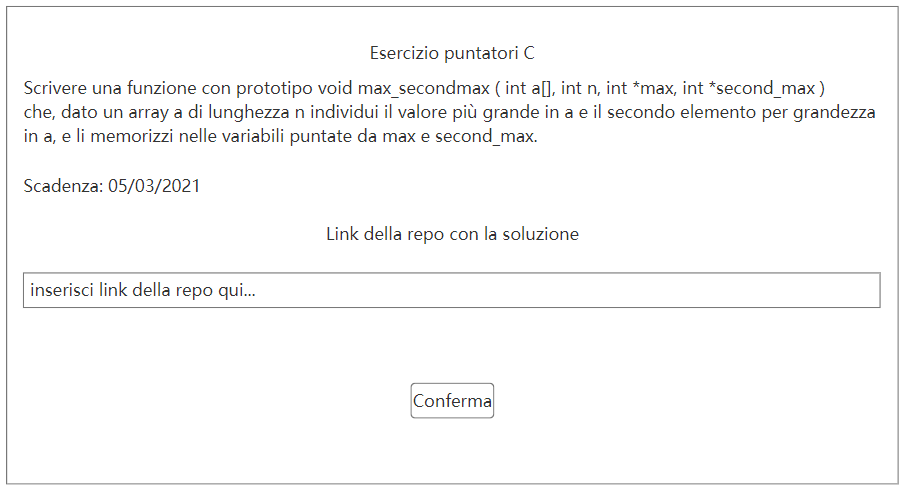 Esercizio puntatori C
Scrivere una funzione con prototipo void max_secondmax ( int a[], int n, int *max, int *second_max )
che, dato un array a di lunghezza n individui il valore più grande in a e il secondo elemento per grandezza
in a, e li memorizzi nelle variabili puntate da max e second_max.
Scadenza: 05/03/2021
Link della repo con la soluzione
inserisci link della repo qui...
Conferma